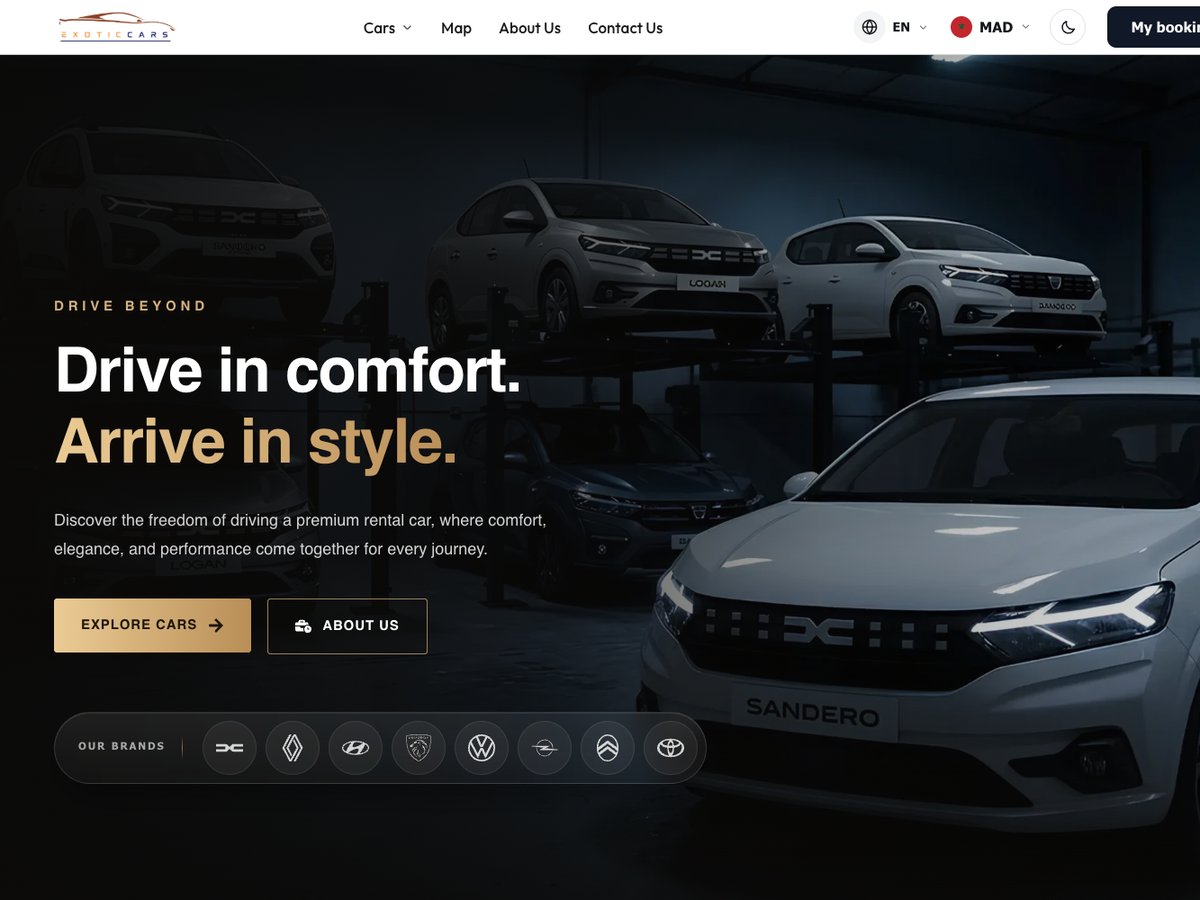 EXOTICCARS
Cars
Map
About Us
Contact Us
EN
MAD
My bookin
SANDERO
LOGAN
DRIVE BEYOND
Drive in comfort.
Arrive in style.
Discover the freedom of driving a premium rental car, where comfort,
elegance, and performance come together for every journey.
LOGAN
EXPLORE CARS
ABOUT US
SANDERO
OUR BRANDS